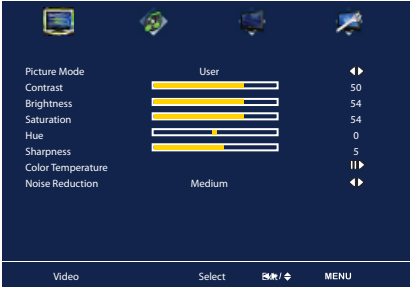 Picture Mode User
Contrast 50
Brightness 54
Saturation 54
Hue 0
Sharpness 5
Color Temperature
Noise Reduction Medium
Video Select MENU